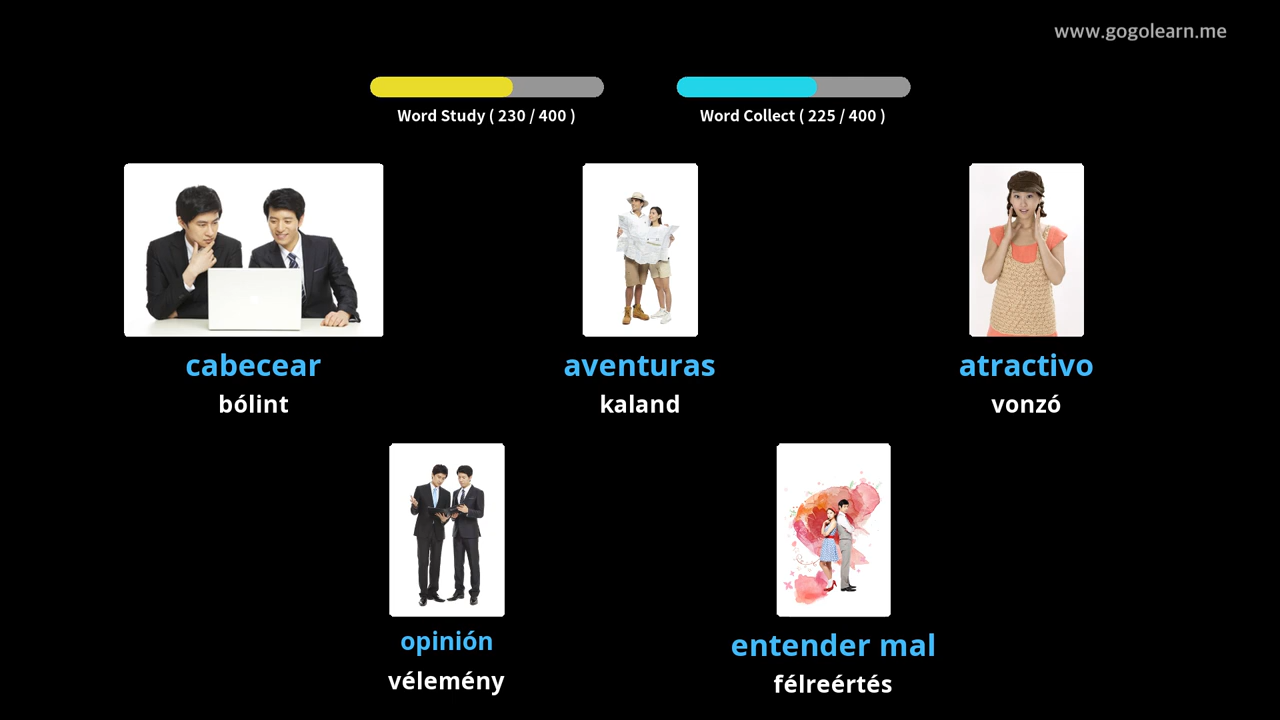 www.gogolearn.me
Word Study ( 230 / 400 )
Word Collect ( 225 / 400 )
cabecear
bólint
aventuras
kaland
atractivo
vonzó
opinión
vélemény
entender mal
félreértés